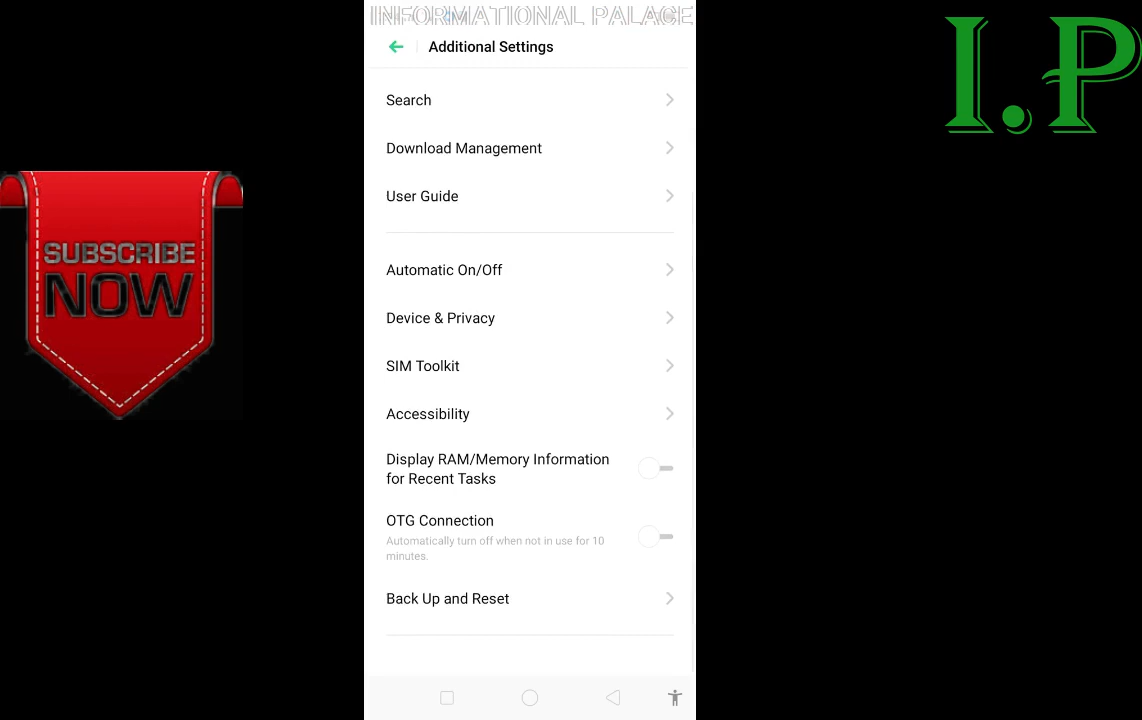 INFORMATIONAL PALACE
I.P
Additional Settings
Search
Download Management
User Guide
SUBSCRIBE
NOW
Automatic On/Off
Device & Privacy
SIM Toolkit
Accessibility
Display RAM/Memory Information
for Recent Tasks
OTG Connection
Automatically turn off when not in use for 10
minutes.
Back Up and Reset